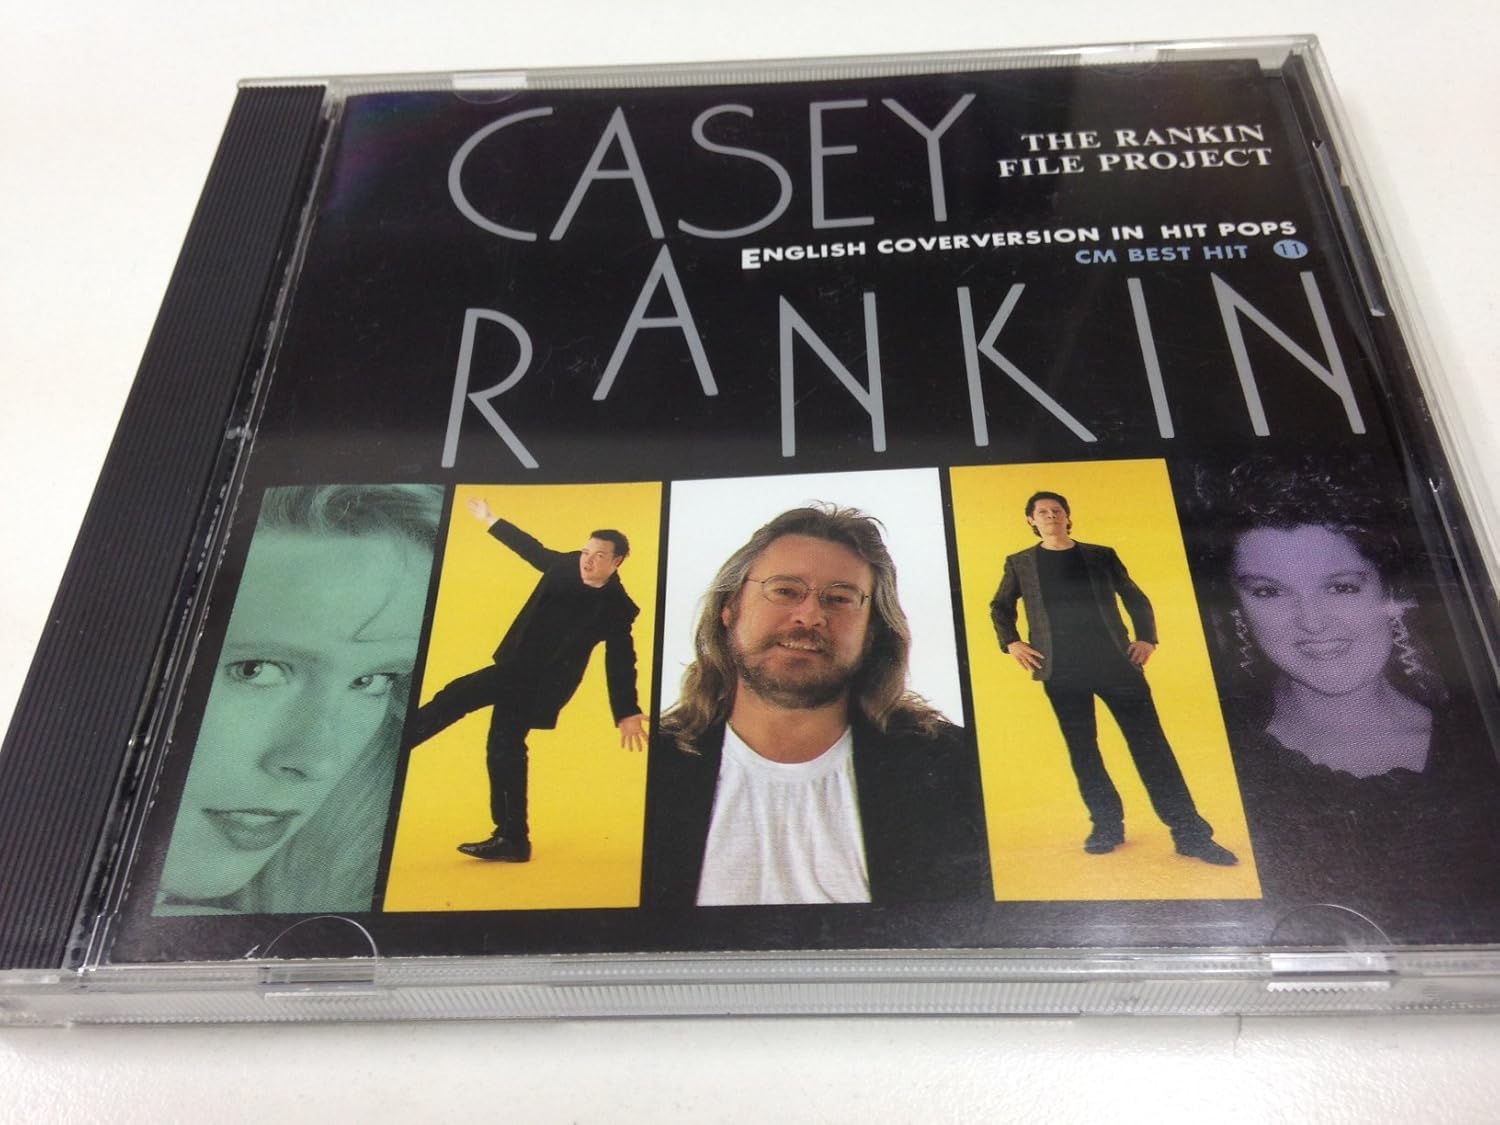 CASEY
THE RANKIN
FILE PROJECT
ENGLISH COVERVERSION IN HIT POPS
CM BEST HIT 11
RANKIN